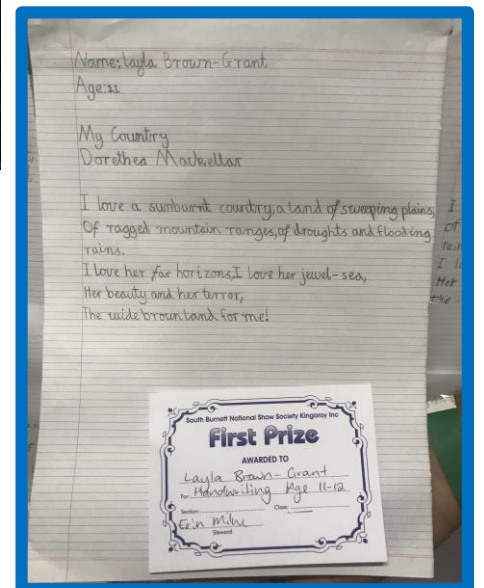 Name: Layla Brown-Grant
Age: 11
My Country
Dorethea Mackellar
I love a sunburnt country, a land of sweeping plains,
Of ragged mountain ranges, of droughts and flooding
rains.
I love her far horizons, I love her jewel-sea,
Her beauty and her terror,
The wide brown land for me!
South Burnett National Show Society Kingaroy Inc
First Prize
AWARDED TO
Layla Brown-Grant
For Handwriting Age 11-12
Section Class
Erin Milne
Steward